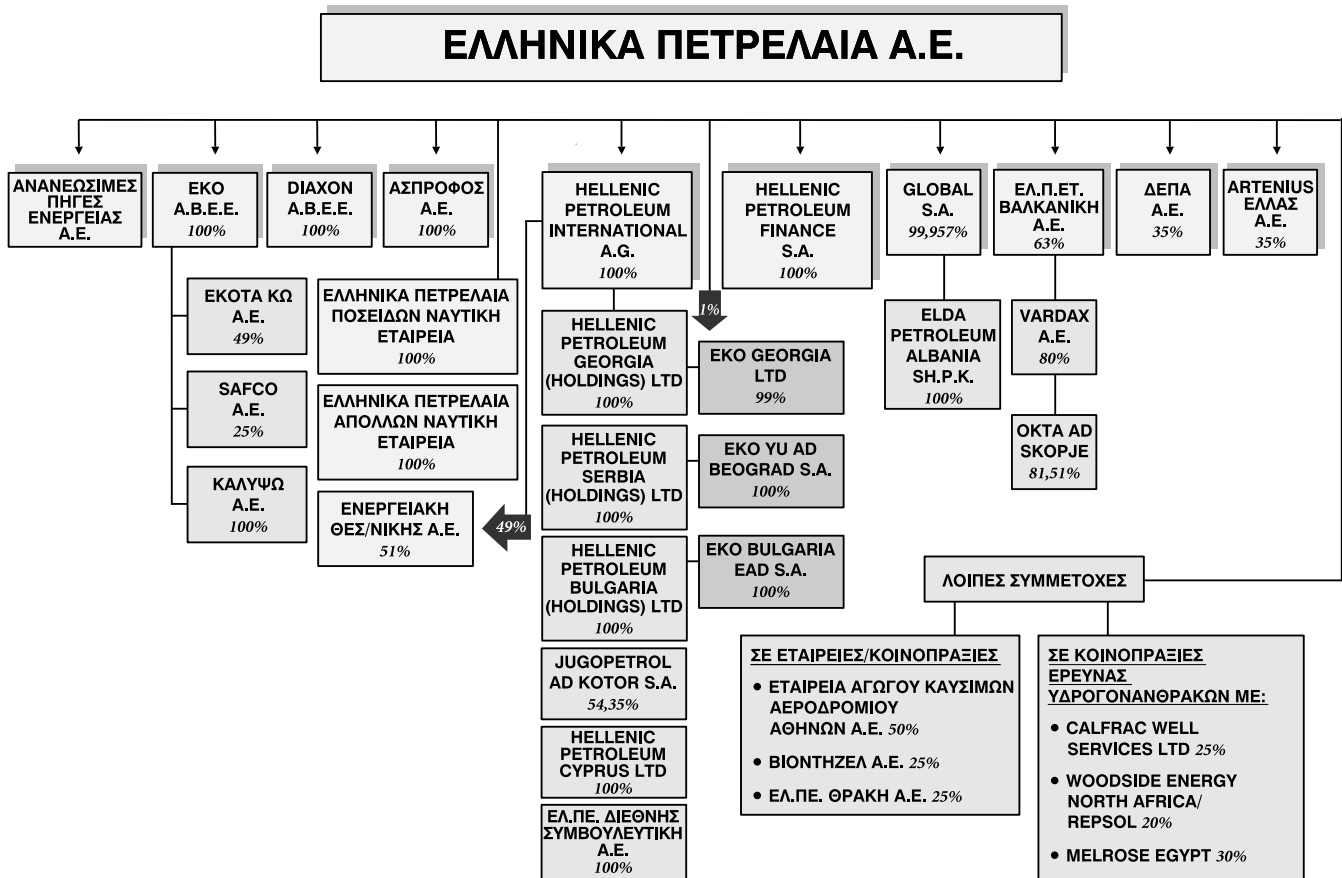 ΕΛΛΗΝΙΚΑ ΠΕΤΡΕΛΑΙΑ Α.Ε.
ΑΝΑΝΕΩΣΙΜΕΣ
ΠΗΓΕΣ
ΕΝΕΡΓΕΙΑΣ
Α.Ε.
ΕΚΟ
Α.Β.Ε.Ε.
100%
DIAXON
Α.Β.Ε.Ε.
100%
ΑΣΠΡΟΦΟΣ
Α.Ε.
100%
HELLENIC
PETROLEUM
INTERNATIONAL
A.G.
100%
HELLENIC
PETROLEUM
FINANCE
S.A.
100%
GLOBAL
S.A.
99,957%
ΕΛ.Π.ΕΤ.
ΒΑΛΚΑΝΙΚΗ
Α.Ε.
63%
ΔΕΠΑ
Α.Ε.
35%
ARTENIUS
ΕΛΛΑΣ
Α.Ε.
35%
ΕΚΟΤΑ ΚΩ
Α.Ε.
49%
SAFCO
Α.Ε.
25%
ΚΑΛΥΨΩ
Α.Ε.
100%
ΕΛΛΗΝΙΚΑ ΠΕΤΡΕΛΑΙΑ
ΠΟΣΕΙΔΩΝ ΝΑΥΤΙΚΗ
ΕΤΑΙΡΕΙΑ
100%
ΕΛΛΗΝΙΚΑ ΠΕΤΡΕΛΑΙΑ
ΑΠΟΛΛΩΝ ΝΑΥΤΙΚΗ
ΕΤΑΙΡΕΙΑ
100%
ΕΝΕΡΓΕΙΑΚΗ
ΘΕΣ/ΝΙΚΗΣ Α.Ε.
51%
49%
HELLENIC
PETROLEUM
GEORGIA
(HOLDINGS) LTD
100%
1%
EKO GEORGIA
LTD
99%
HELLENIC
PETROLEUM
SERBIA
(HOLDINGS) LTD
100%
EKO YU AD
BEOGRAD S.A.
100%
HELLENIC
PETROLEUM
BULGARIA
(HOLDINGS) LTD
100%
EKO BULGARIA
EAD S.A.
100%
JUGOPETROL
AD KOTOR S.A.
54,35%
HELLENIC
PETROLEUM
CYPRUS LTD
100%
ΕΛ.ΠΕ. ΔΙΕΘΝΗΣ
ΣΥΜΒΟΥΛΕΥΤΙΚΗ
Α.Ε.
100%
ELDA
PETROLEUM
ALBANIA
SH.P.K.
100%
VARDAX
Α.Ε.
80%
ΟΚΤΑ AD
SKOPJE
81,51%
ΛΟΙΠΕΣ ΣΥΜΜΕΤΟΧΕΣ
ΣΕ ΕΤΑΙΡΕΙΕΣ/ΚΟΙΝΟΠΡΑΞΙΕΣ
• ΕΤΑΙΡΕΙΑ ΑΓΩΓΟΥ ΚΑΥΣΙΜΩΝ
ΑΕΡΟΔΡΟΜΙΟΥ
ΑΘΗΝΩΝ Α.Ε. 50%
• ΒΙΟΝΤΗΖΕΛ Α.Ε. 25%
• ΕΛ.ΠΕ. ΘΡΑΚΗ Α.Ε. 25%
ΣΕ ΚΟΙΝΟΠΡΑΞΙΕΣ
ΕΡΕΥΝΑΣ
ΥΔΡΟΓΟΝΑΝΘΡΑΚΩΝ ΜΕ:
• CALFRAC WELL
SERVICES LTD 25%
• WOODSIDE ENERGY
NORTH AFRICA/
REPSOL 20%
• MELROSE EGYPT 30%